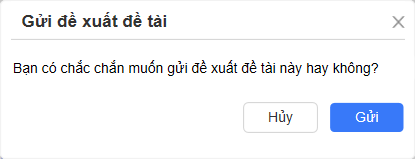 Gửi đề xuất đề tài
Bạn có chắc chắn muốn gửi đề xuất đề tài này hay không?
Hủy
Gửi